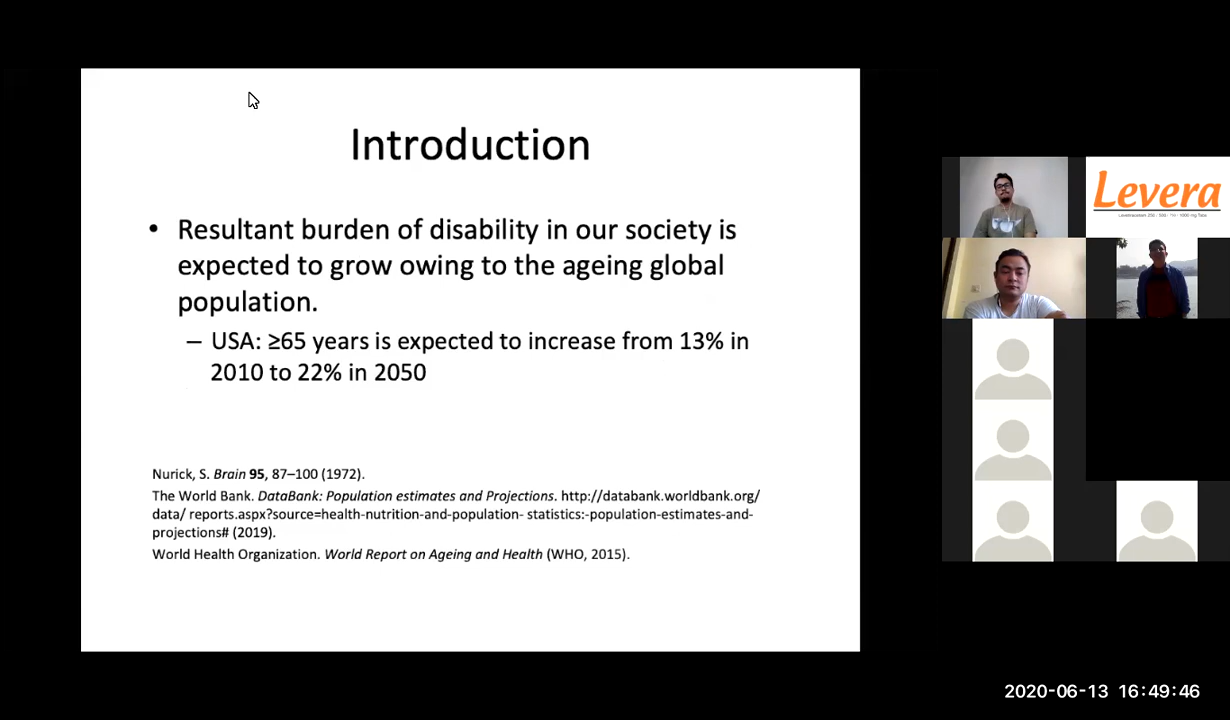 Introduction
• Resultant burden of disability in our society is
expected to grow owing to the ageing global
population.
– USA: ≥65 years is expected to increase from 13% in
2010 to 22% in 2050
Nurick, S. Brain 95, 87–100 (1972).
The World Bank. DataBank: Population estimates and Projections. http://databank.worldbank.org/
data/ reports.aspx?source=health-nutrition-and-population- statistics:-population-estimates-and-
projections# (2019).
World Health Organization. World Report on Ageing and Health (WHO, 2015).
Levera
2020-06-13 16:49:46